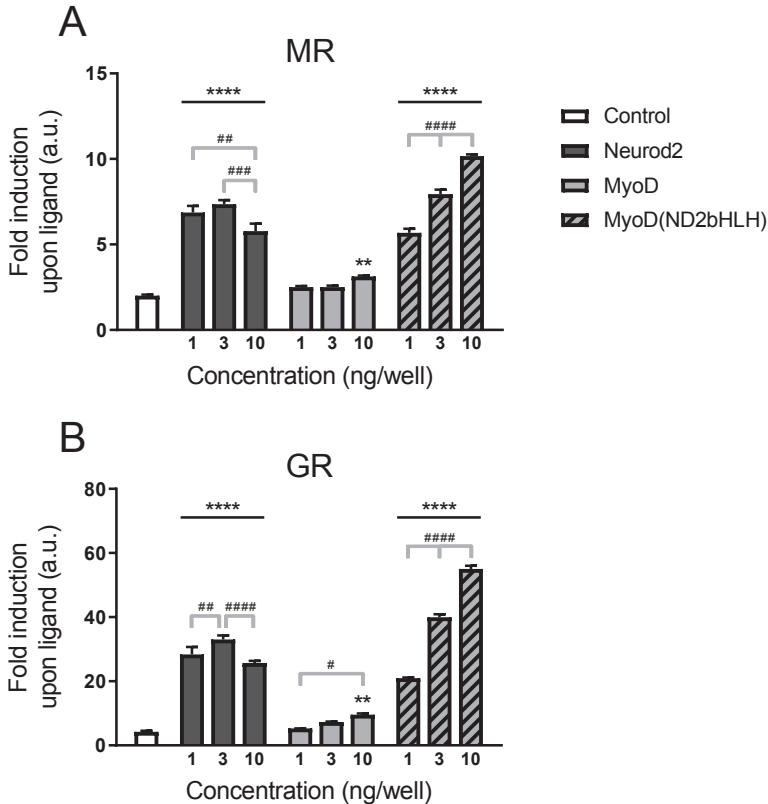 A
MR
Fold induction
upon ligand (a.u.)
15
10
5
0
****
##
###
**
****
####
1 3 10 1 3 10 1 3 10
Concentration (ng/well)
Control
Neurod2
MyoD
MyoD(ND2bHLH)
B
GR
Fold induction
upon ligand (a.u.)
80
60
40
20
0
****
## ####
#
**
****
####
1 3 10 1 3 10 1 3 10
Concentration (ng/well)